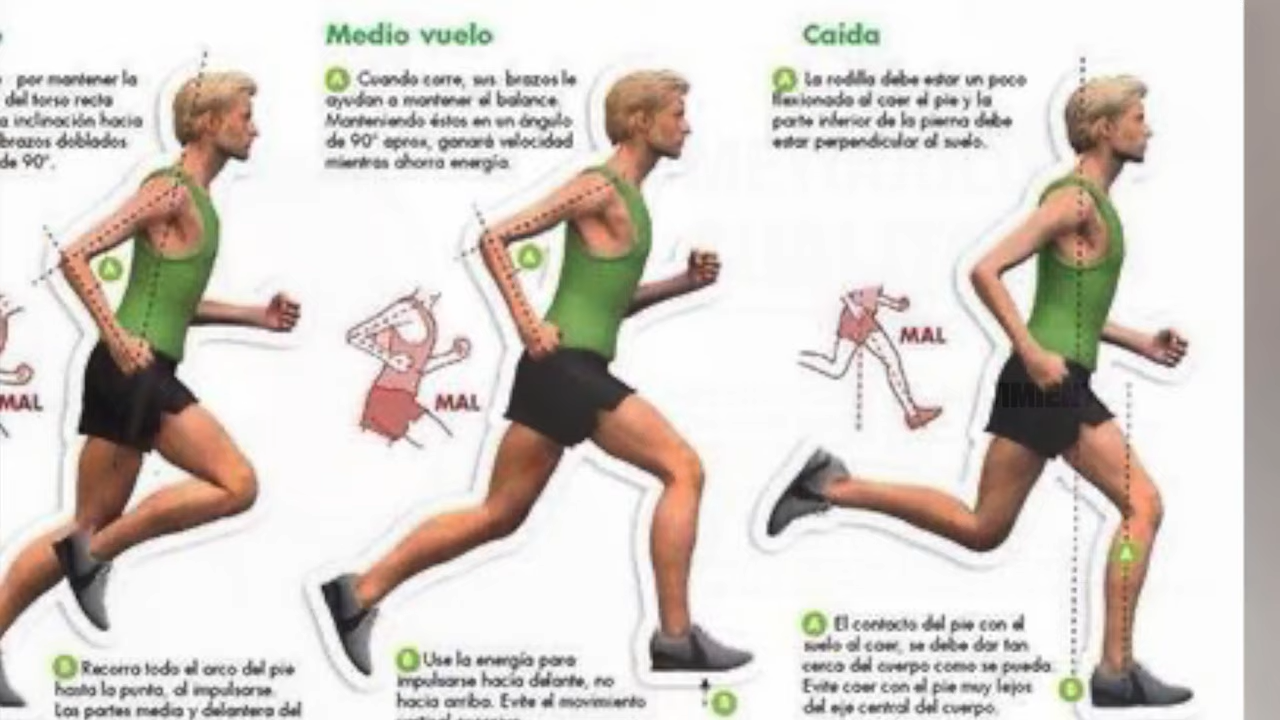 por mantener la
del torso recta
a inclinación hacia
brazos doblados
de 90°.
A
MAL
B Recorra todo el arco del pie
hasta la punta, al impulsarse.
Las partes media y delantera del
Medio vuelo
A Cuando corre, sus brazos le
ayudan a mantener el balance.
Manteniendo éstos en un ángulo
de 90° aprox, ganará velocidad
mientras ahorra energía.
A
MAL
B Use la energía para
impulsarse hacia delante, no
hacia arriba. Evite el movimiento
B
Caída
A La rodilla debe estar un poco
flexionada al caer el pie y la
parte inferior de la pierna debe
estar perpendicular al suelo.
MAL
IMIEN
A
A El contacto del pie con el
suelo al caer, se debe dar tan
cerca del cuerpo como se pueda.
Evite caer con el pie muy lejos
del eje central del cuerpo.
B